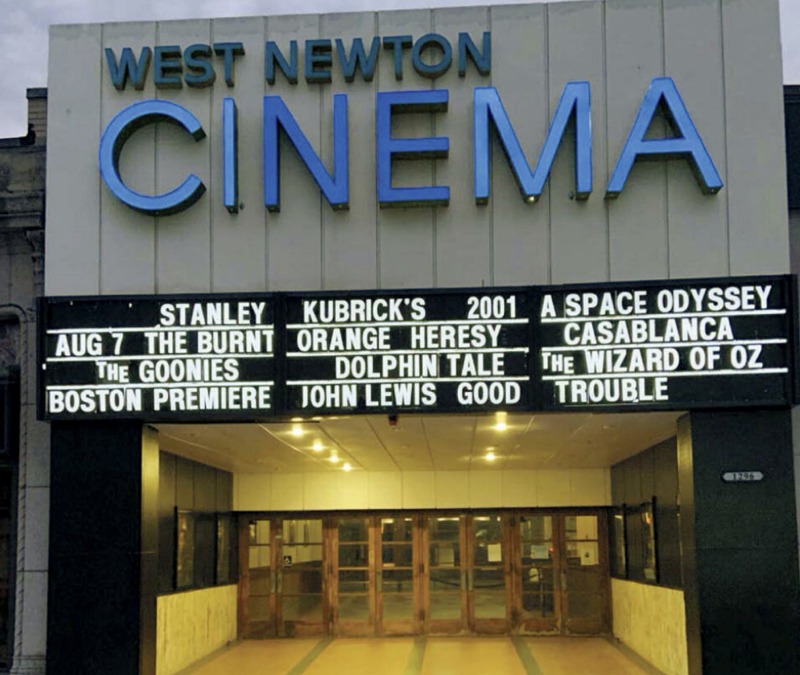 WEST NEWTON
CINEMA
STANLEY KUBRICK'S 2001 A SPACE ODYSSEY
AUG 7 THE BURNT ORANGE HERESY CASABLANCA
THE GOONIES DOLPHIN TALE THE WIZARD OF OZ
BOSTON PREMIERE JOHN LEWIS GOOD TROUBLE
1296